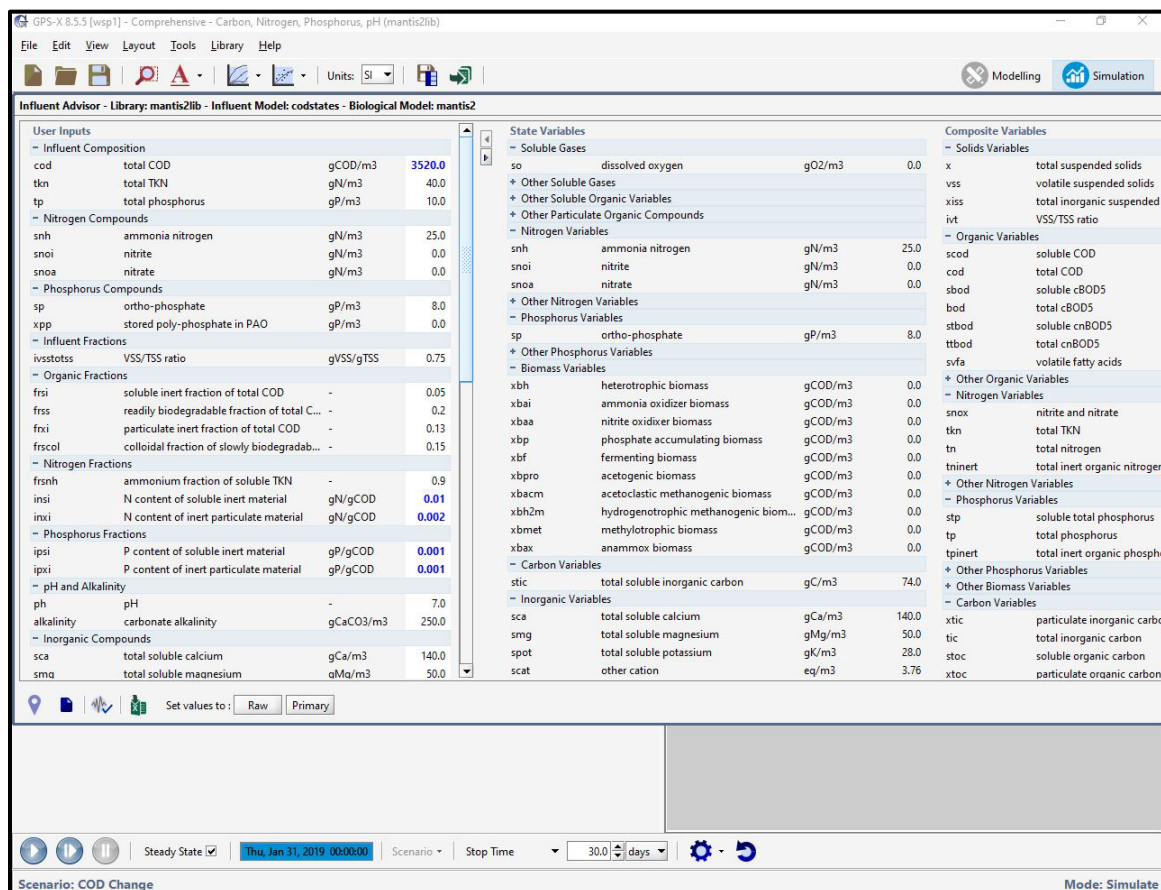 GPS-X 8.5.5 [wsp1] - Comprehensive - Carbon, Nitrogen, Phosphorus, pH (mantis2lib)
File Edit View Layout Tools Library Help
A Units: SI Modelling Simulation
Influent Advisor - Library: mantis2lib - Influent Model: codstates - Biological Model: mantis2
User Inputs
− Influent Composition
cod total COD gCOD/m3 3520.0
tkn total TKN gN/m3 40.0
tp total phosphorus gP/m3 10.0
− Nitrogen Compounds
snh ammonia nitrogen gN/m3 25.0
snoi nitrite gN/m3 0.0
snoa nitrate gN/m3 0.0
− Phosphorus Compounds
sp ortho-phosphate gP/m3 8.0
xpp stored poly-phosphate in PAO gP/m3 0.0
− Influent Fractions
ivsstotss VSS/TSS ratio gVSS/gTSS 0.75
− Organic Fractions
frsi soluble inert fraction of total COD - 0.05
frss readily biodegradable fraction of total C... - 0.2
frxi particulate inert fraction of total COD - 0.13
frscol colloidal fraction of slowly biodegradab... - 0.15
− Nitrogen Fractions
frsnh ammonium fraction of soluble TKN - 0.9
insi N content of soluble inert material gN/gCOD 0.01
inxi N content of inert particulate material gN/gCOD 0.002
− Phosphorus Fractions
ipsi P content of soluble inert material gP/gCOD 0.001
ipxi P content of inert particulate material gP/gCOD 0.001
− pH and Alkalinity
ph pH - 7.0
alkalinity carbonate alkalinity gCaCO3/m3 250.0
− Inorganic Compounds
sca total soluble calcium gCa/m3 140.0
smg total soluble magnesium gMg/m3 50.0
State Variables
− Soluble Gases
so dissolved oxygen gO2/m3 0.0
+ Other Soluble Gases
+ Other Soluble Organic Variables
+ Other Particulate Organic Compounds
− Nitrogen Variables
snh ammonia nitrogen gN/m3 25.0
snoi nitrite gN/m3 0.0
snoa nitrate gN/m3 0.0
+ Other Nitrogen Variables
− Phosphorus Variables
sp ortho-phosphate gP/m3 8.0
+ Other Phosphorus Variables
− Biomass Variables
xbh heterotrophic biomass gCOD/m3 0.0
xbai ammonia oxidizer biomass gCOD/m3 0.0
xbaa nitrite oxidixer biomass gCOD/m3 0.0
xbp phosphate accumulating biomass gCOD/m3 0.0
xbf fermenting biomass gCOD/m3 0.0
xbpro acetogenic biomass gCOD/m3 0.0
xbacm acetoclastic methanogenic biomass gCOD/m3 0.0
xbh2m hydrogenotrophic methanogenic biom... gCOD/m3 0.0
xbmet methylotrophic biomass gCOD/m3 0.0
xbax anammox biomass gCOD/m3 0.0
− Carbon Variables
stic total soluble inorganic carbon gC/m3 74.0
− Inorganic Variables
sca total soluble calcium gCa/m3 140.0
smg total soluble magnesium gMg/m3 50.0
spot total soluble potassium gK/m3 28.0
scat other cation eq/m3 3.76
Composite Variables
− Solids Variables
x total suspended solids
vss volatile suspended solids
xiss total inorganic suspended
ivt VSS/TSS ratio
− Organic Variables
scod soluble COD
cod total COD
sbod soluble cBOD5
bod total cBOD5
stbod soluble cnBOD5
ttbod total cnBOD5
svfa volatile fatty acids
+ Other Organic Variables
− Nitrogen Variables
snox nitrite and nitrate
tkn total TKN
tn total nitrogen
tninert total inert organic nitrogen
+ Other Nitrogen Variables
− Phosphorus Variables
stp soluble total phosphorus
tp total phosphorus
tpinert total inert organic phosph
+ Other Phosphorus Variables
+ Other Biomass Variables
− Carbon Variables
xtic particulate inorganic carbo
tic total inorganic carbon
stoc soluble organic carbon
xtoc particulate organic carbon
Set values to : Raw Primary
Steady State Thu, Jan 31, 2019 00:00:00 Scenario Stop Time 30.0 days
Scenario: COD Change Mode: Simulate